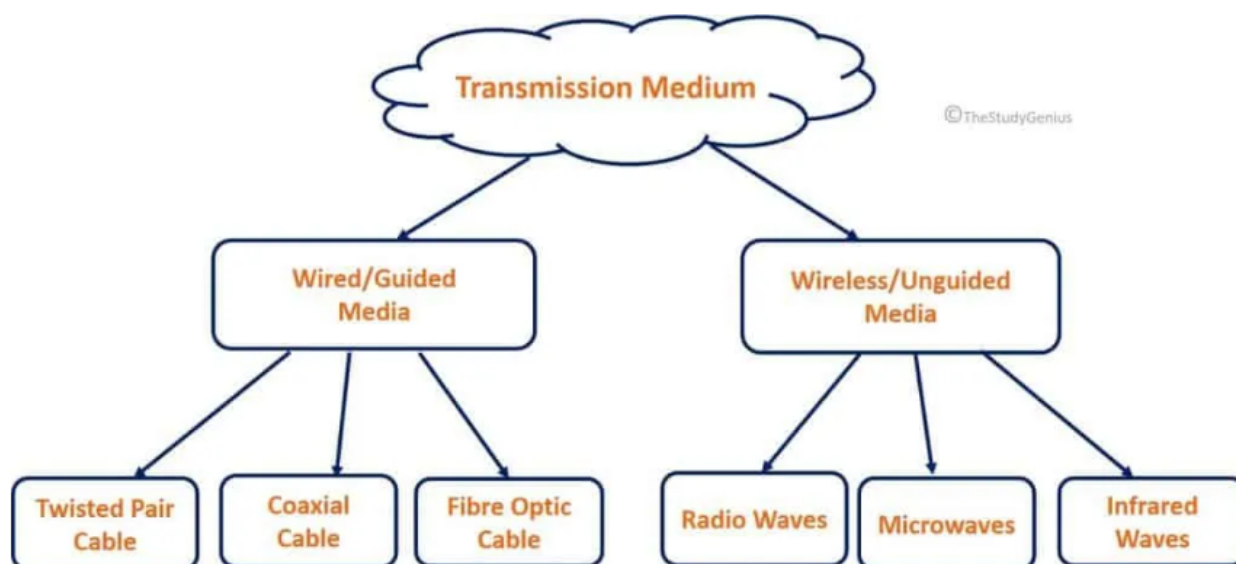 Transmission Medium
©TheStudyGenius
Wired/Guided
Media
Wireless/Unguided
Media
Twisted Pair
Cable
Coaxial
Cable
Fibre Optic
Cable
Radio Waves
Microwaves
Infrared
Waves